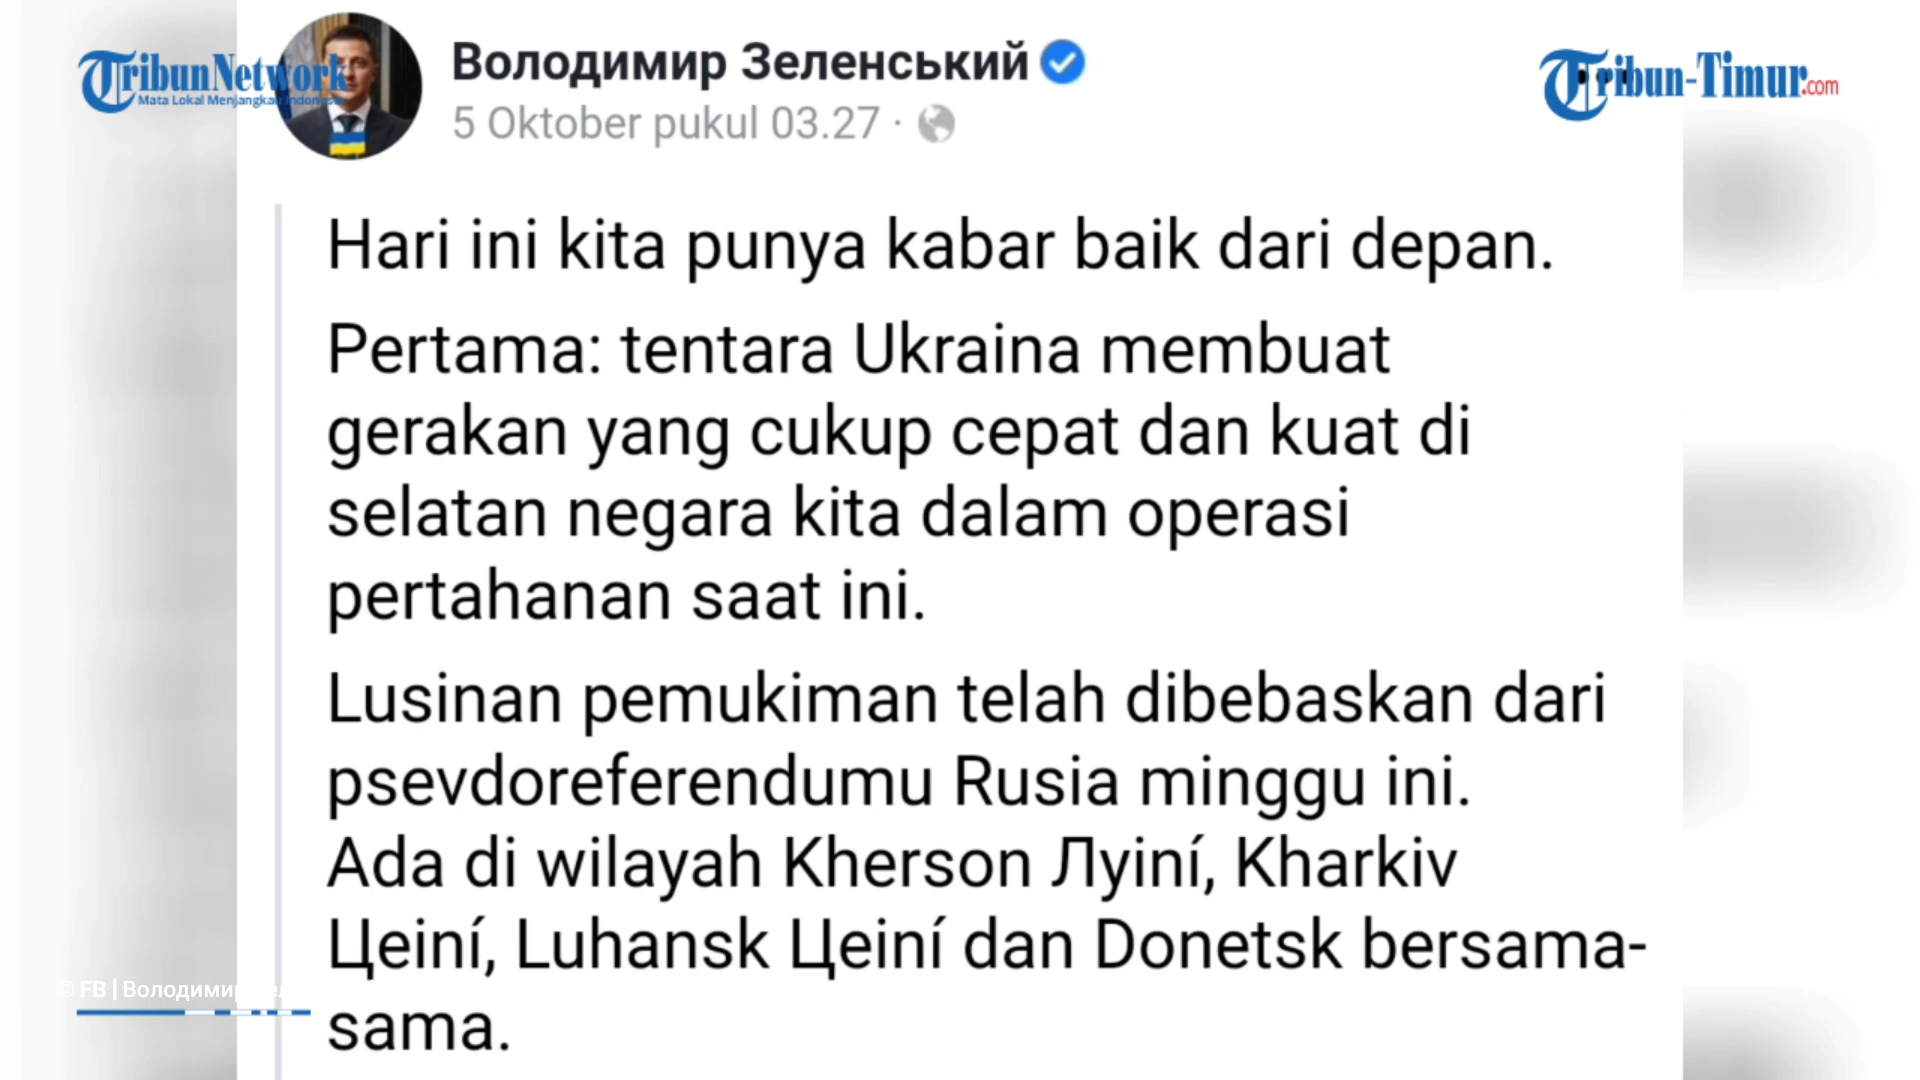 TribunNetwork
Mata Lokal Menjangkau Indonesia
Tribun-Timur.com
Володимир Зеленський
5 Oktober pukul 03.27 ·
Hari ini kita punya kabar baik dari depan.
Pertama: tentara Ukraina membuat
gerakan yang cukup cepat dan kuat di
selatan negara kita dalam operasi
pertahanan saat ini.
Lusinan pemukiman telah dibebaskan dari
psevdoreferendumu Rusia minggu ini.
Ada di wilayah Kherson Луіní, Kharkiv
Цеіní, Luhansk Цеіní dan Donetsk bersama-
sama.
© FB | Володимир